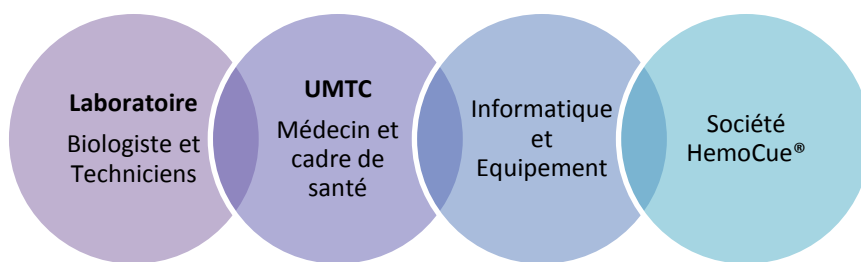 Laboratoire
Biologiste et
Techniciens
UMTC
Médecin et
cadre de
santé
Informatique
et
Equipement
Société
HemoCue®